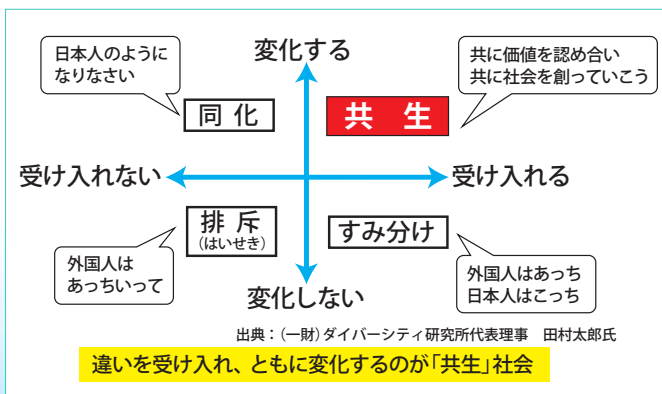 変化する
日本人のように
なりなさい
共に価値を認め合い
共に社会を創っていこう
同化
共生
受け入れない
受け入れる
排斥
(はいせき)
すみ分け
外国人は
あっちいって
外国人はあっち
日本人はこっち
変化しない
出典：(一財)ダイバーシティ研究所代表理事　田村太郎氏
違いを受け入れ、ともに変化するのが「共生」社会